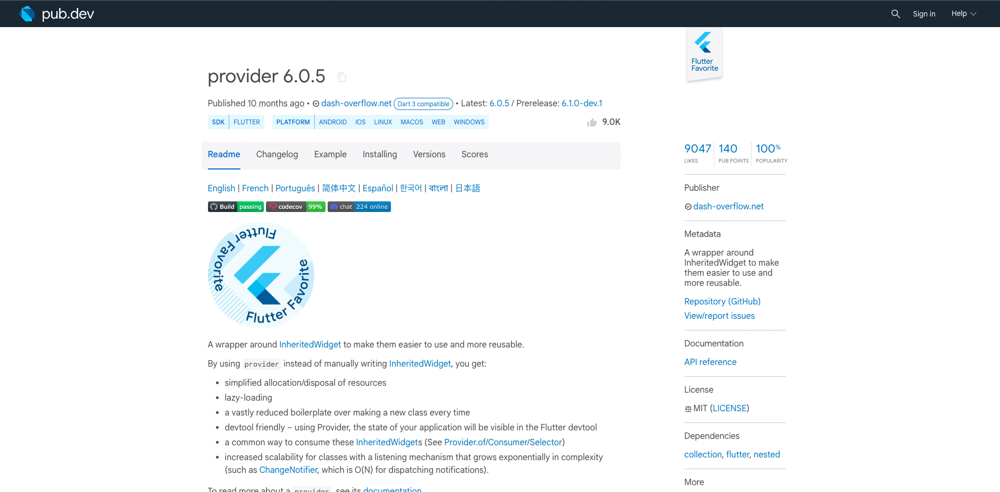 pub.dev
Sign in
Help
Flutter
Favorite
provider 6.0.5
Published 10 months ago • dash-overflow.net Dart 3 compatible • Latest: 6.0.5 / Prerelease: 6.1.0-dev.1
SDK FLUTTER PLATFORM ANDROID IOS LINUX MACOS WEB WINDOWS
9.0K
Readme Changelog Example Installing Versions Scores
English | French | Português | 简体中文 | Español | 한국어 | বাংলা | 日本語
Build passing codecov 99% chat 224 online
Flutter Favorite
Flutter Favorite
A wrapper around InheritedWidget to make them easier to use and more reusable.
By using provider instead of manually writing InheritedWidget, you get:
• simplified allocation/disposal of resources
• lazy-loading
• a vastly reduced boilerplate over making a new class every time
• devtool friendly – using Provider, the state of your application will be visible in the Flutter devtool
• a common way to consume these InheritedWidgets (See Provider.of/Consumer/Selector)
• increased scalability for classes with a listening mechanism that grows exponentially in complexity
(such as ChangeNotifier, which is O(N) for dispatching notifications).
To read more about a provider, see its documentation.
9047 140 100%
LIKES PUB POINTS POPULARITY
Publisher
dash-overflow.net
Metadata
A wrapper around
InheritedWidget to make
them easier to use and
more reusable.
Repository (GitHub)
View/report issues
Documentation
API reference
License
MIT (LICENSE)
Dependencies
collection, flutter, nested
More